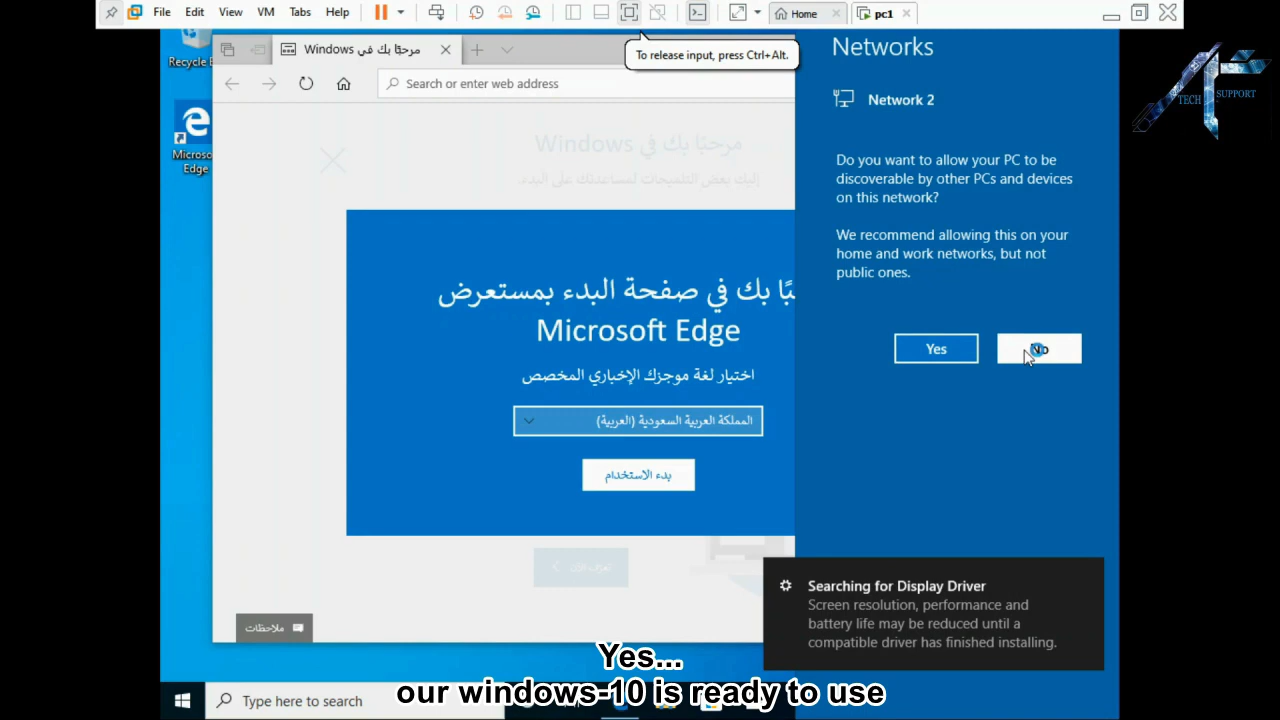 File Edit View VM Tabs Help
Home
pc1
To release input, press Ctrl+Alt.
Recycle
مرحبًا بك في Windows
Search or enter web address
TECH SUPPORT
Microsoft
Edge
مرحبًا بك في Windows
إليك بعض التلميحات لمساعدتك على البدء.
بك في صفحة البدء بمستعرض
Microsoft Edge
اختيار لغة موجزك الإخباري المخصص
المملكة العربية السعودية (العربية)
بدء الاستخدام
ملاحظات
Networks
Network 2
Do you want to allow your PC to be
discoverable by other PCs and devices
on this network?
We recommend allowing this on your
home and work networks, but not
public ones.
Yes
No
Searching for Display Driver
Screen resolution, performance and
battery life may be reduced until a
compatible driver has finished installing.
Yes...
our windows-10 is ready to use
Type here to search